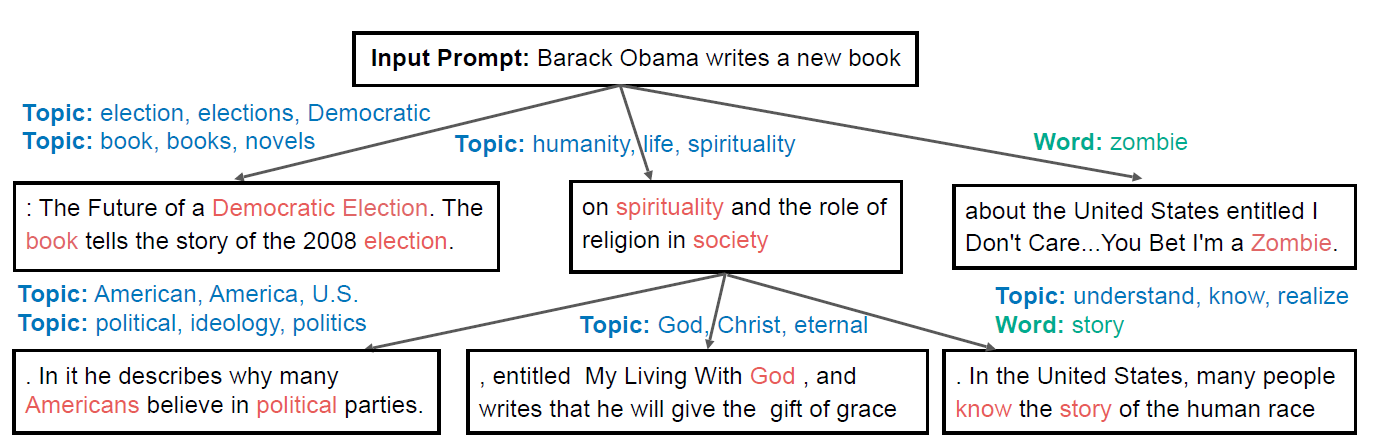 Input Prompt: Barack Obama writes a new book
Topic: election, elections, Democratic
Topic: book, books, novels
Topic: humanity, life, spirituality
Word: zombie
: The Future of a Democratic Election. The
book tells the story of the 2008 election.
on spirituality and the role of
religion in society
about the United States entitled I
Don't Care...You Bet I'm a Zombie.
Topic: American, America, U.S.
Topic: political, ideology, politics
Topic: God, Christ, eternal
Topic: understand, know, realize
Word: story
. In it he describes why many
Americans believe in political parties.
, entitled My Living With God , and
writes that he will give the gift of grace
. In the United States, many people
know the story of the human race